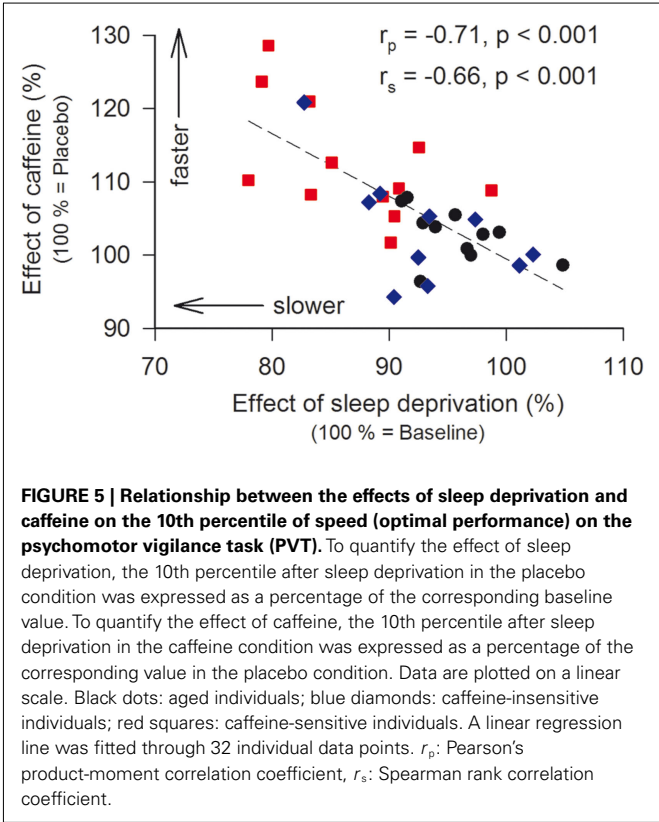 130
120
110
100
90
Effect of caffeine (%)
(100 % = Placebo)
faster
slower
r_p = -0.71, p < 0.001
r_s = -0.66, p < 0.001
70
80
90
100
110
Effect of sleep deprivation (%)
(100 % = Baseline)
FIGURE 5 | Relationship between the effects of sleep deprivation and
caffeine on the 10th percentile of speed (optimal performance) on the
psychomotor vigilance task (PVT). To quantify the effect of sleep
deprivation, the 10th percentile after sleep deprivation in the placebo
condition was expressed as a percentage of the corresponding baseline
value. To quantify the effect of caffeine, the 10th percentile after sleep
deprivation in the caffeine condition was expressed as a percentage of the
corresponding value in the placebo condition. Data are plotted on a linear
scale. Black dots: aged individuals; blue diamonds: caffeine-insensitive
individuals; red squares: caffeine-sensitive individuals. A linear regression
line was fitted through 32 individual data points. r_p: Pearson's
product-moment correlation coefficient, r_s: Spearman rank correlation
coefficient.